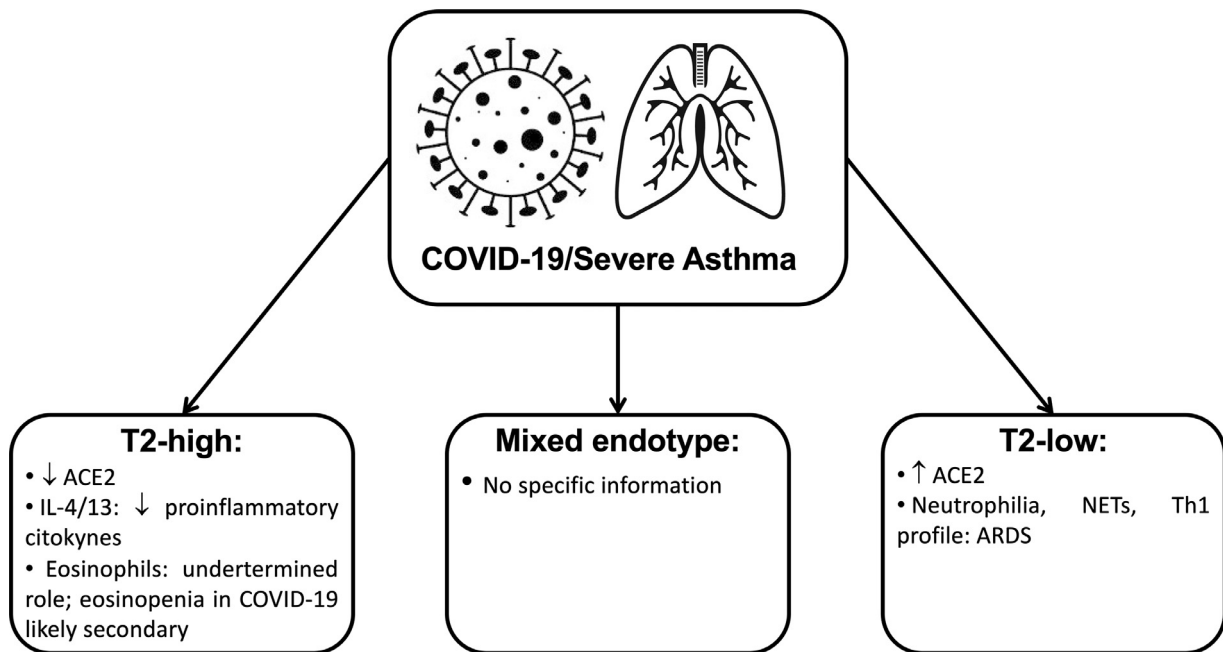 COVID-19/Severe Asthma
T2-high:
• ↓ ACE2
• IL-4/13: ↓ proinflammatory
citokynes
• Eosinophils: undertermined
role; eosinopenia in COVID-19
likely secondary
Mixed endotype:
• No specific information
T2-low:
• ↑ ACE2
• Neutrophilia, NETs, Th1
profile: ARDS